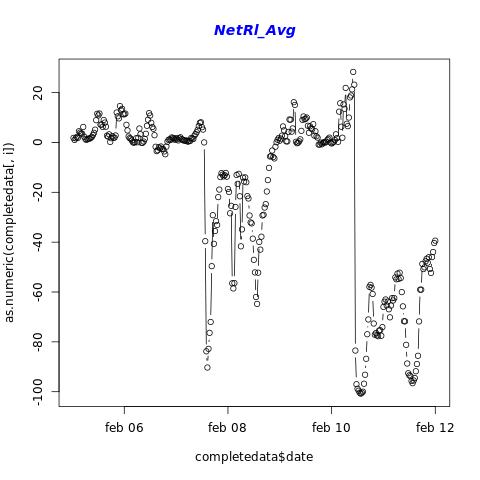 NetRl_Avg
as.numeric(completedata[, i])
20
0
-20
-40
-60
-80
-100
feb 06
feb 08
feb 10
feb 12
completedata$date